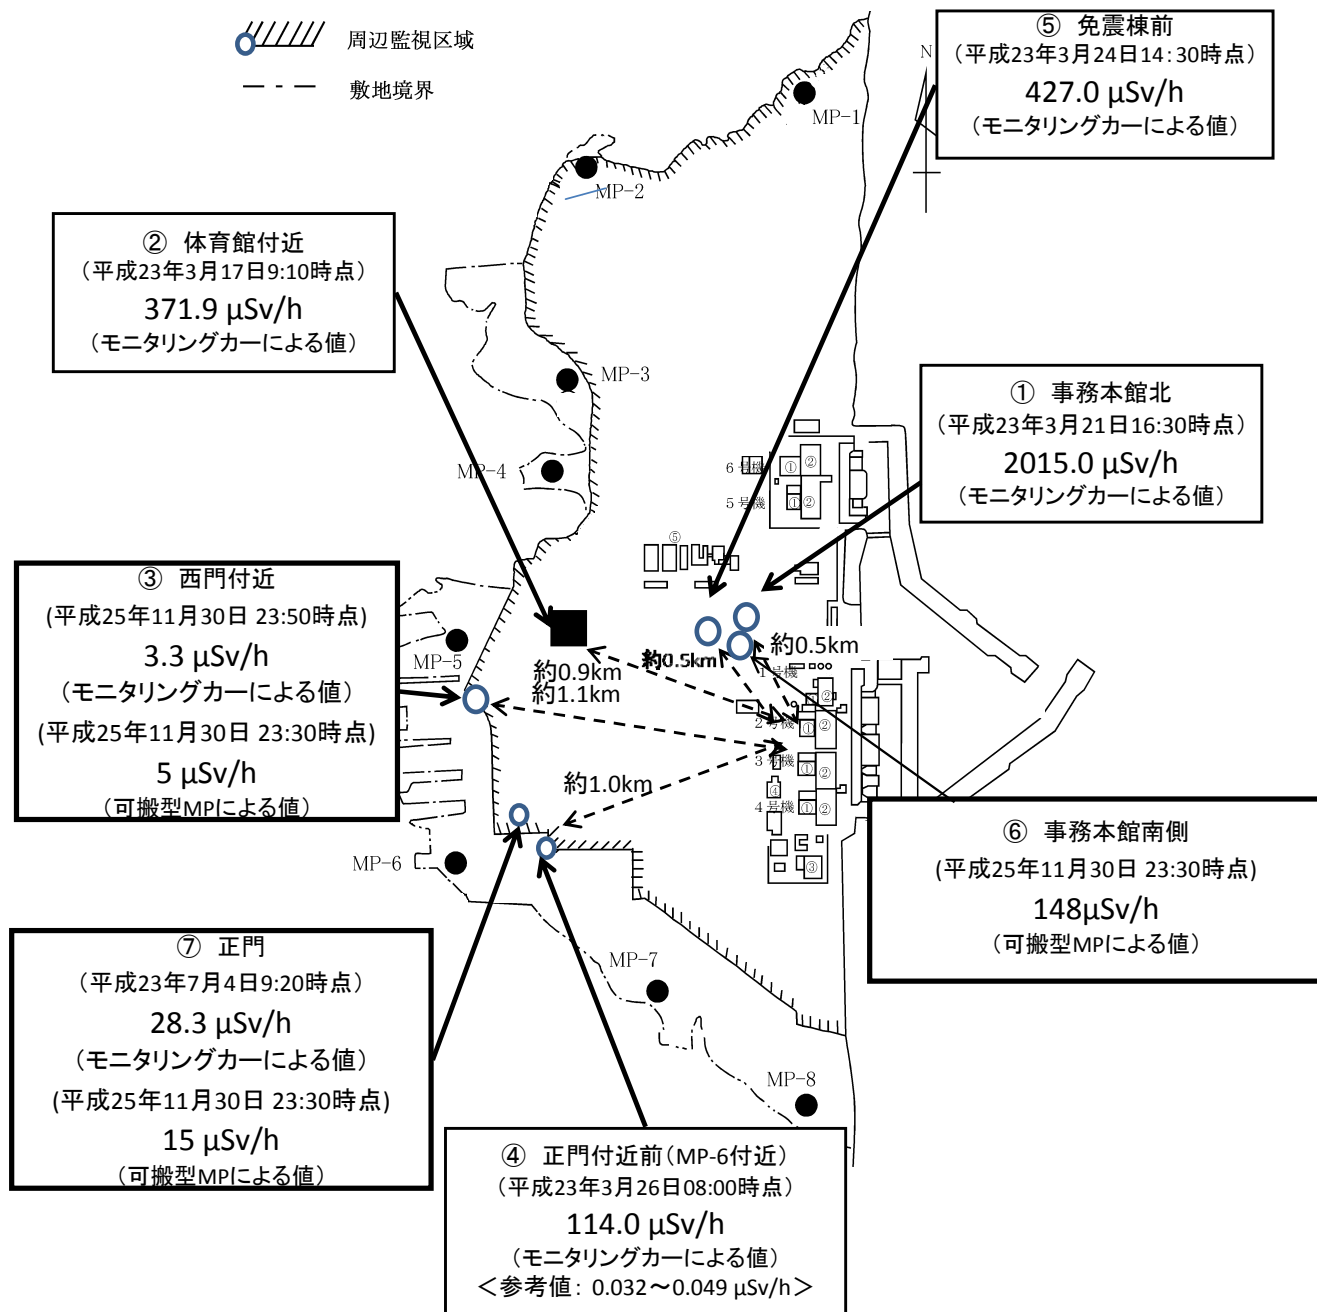 周辺監視区域
敷地境界
⑤ 免震棟前
（平成23年3月24日14:30時点）
427.0 μSv/h
（モニタリングカーによる値）
N
MP-1
MP-2
② 体育館付近
（平成23年3月17日9:10時点）
371.9 μSv/h
（モニタリングカーによる値）
MP-3
MP-4
① 事務本館北
（平成23年3月21日16:30時点）
2015.0 μSv/h
（モニタリングカーによる値）
6号機
① ②
5号機
① ②
⑤
③ 西門付近
(平成25年11月30日 23:50時点)
3.3 μSv/h
（モニタリングカーによる値）
(平成25年11月30日 23:30時点)
5 μSv/h
（可搬型MPによる値）
MP-5
約0.9km
約1.1km
約0.5km
約0.5km
1号機
②
2号機
① ②
3号機
① ②
④
4号機
① ②
③
約1.0km
MP-6
⑥ 事務本館南側
(平成25年11月30日 23:30時点)
148μSv/h
（可搬型MPによる値）
⑦ 正門
（平成23年7月4日9:20時点）
28.3 μSv/h
（モニタリングカーによる値）
(平成25年11月30日 23:30時点)
15 μSv/h
（可搬型MPによる値）
MP-7
MP-8
④ 正門付近前（MP-6付近）
（平成23年3月26日08:00時点）
114.0 μSv/h
（モニタリングカーによる値）
＜参考値: 0.032～0.049 μSv/h＞